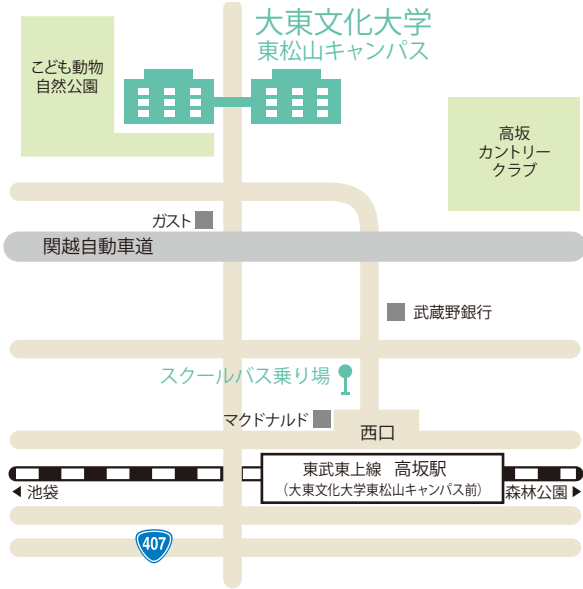 大東文化大学
東松山キャンパス
こども動物
自然公園
高坂
カントリー
クラブ
ガスト
関越自動車道
武蔵野銀行
スクールバス乗り場
マクドナルド
西口
東武東上線 高坂駅
(大東文化大学東松山キャンパス前)
◀ 池袋
森林公園 ▶
407